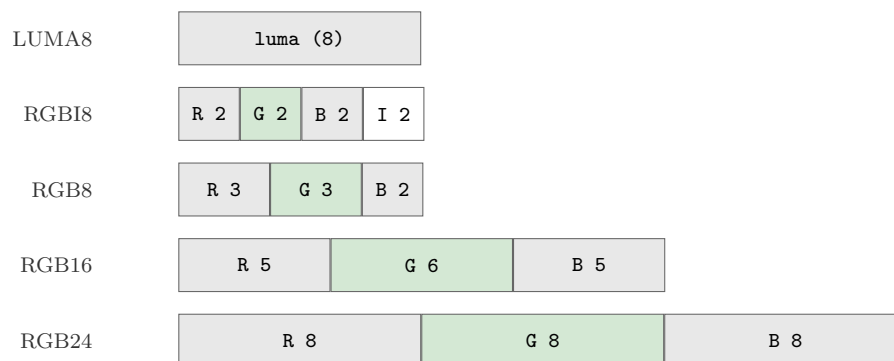 LUMA8 luma (8)
RGBI8 R 2 G 2 B 2 I 2
RGB8 R 3 G 3 B 2
RGB16 R 5 G 6 B 5
RGB24 R 8 G 8 B 8